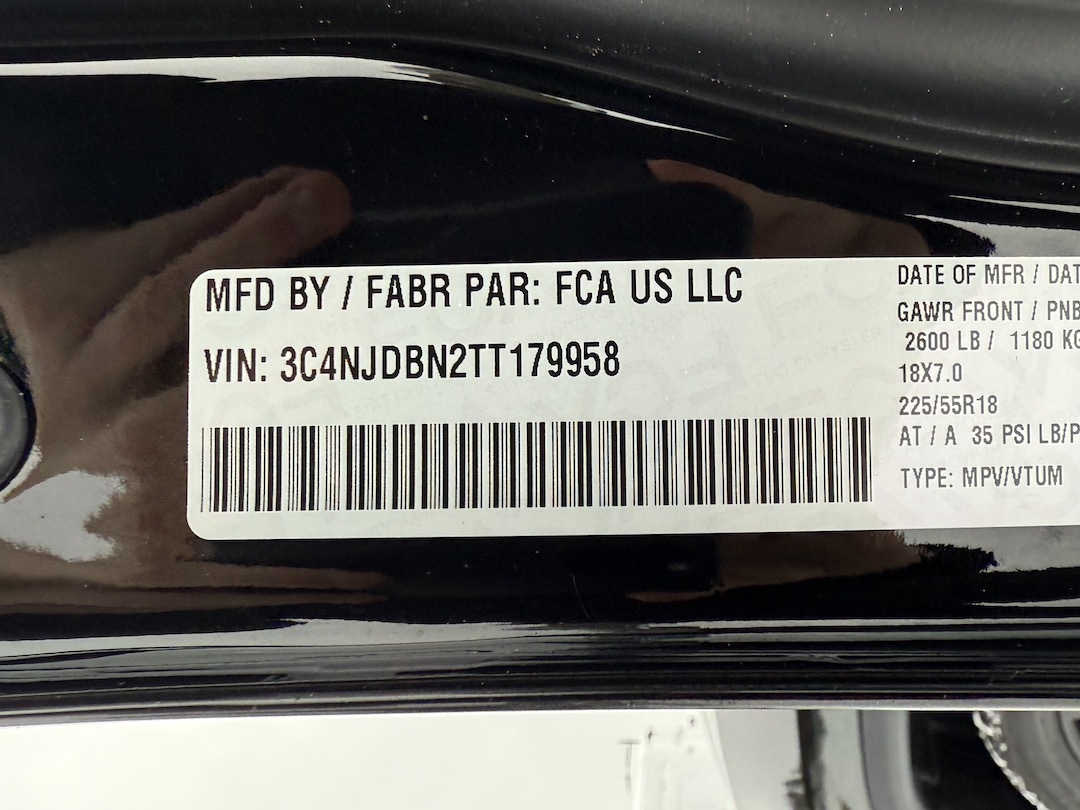 MFD BY / FABR PAR: FCA US LLC
VIN: 3C4NJDBN2TT179958
DATE OF MFR / DAT
GAWR FRONT / PNB
2600 LB / 1180 KG
18X7.0
225/55R18
AT / A 35 PSI LB/P
TYPE: MPV/VTUM